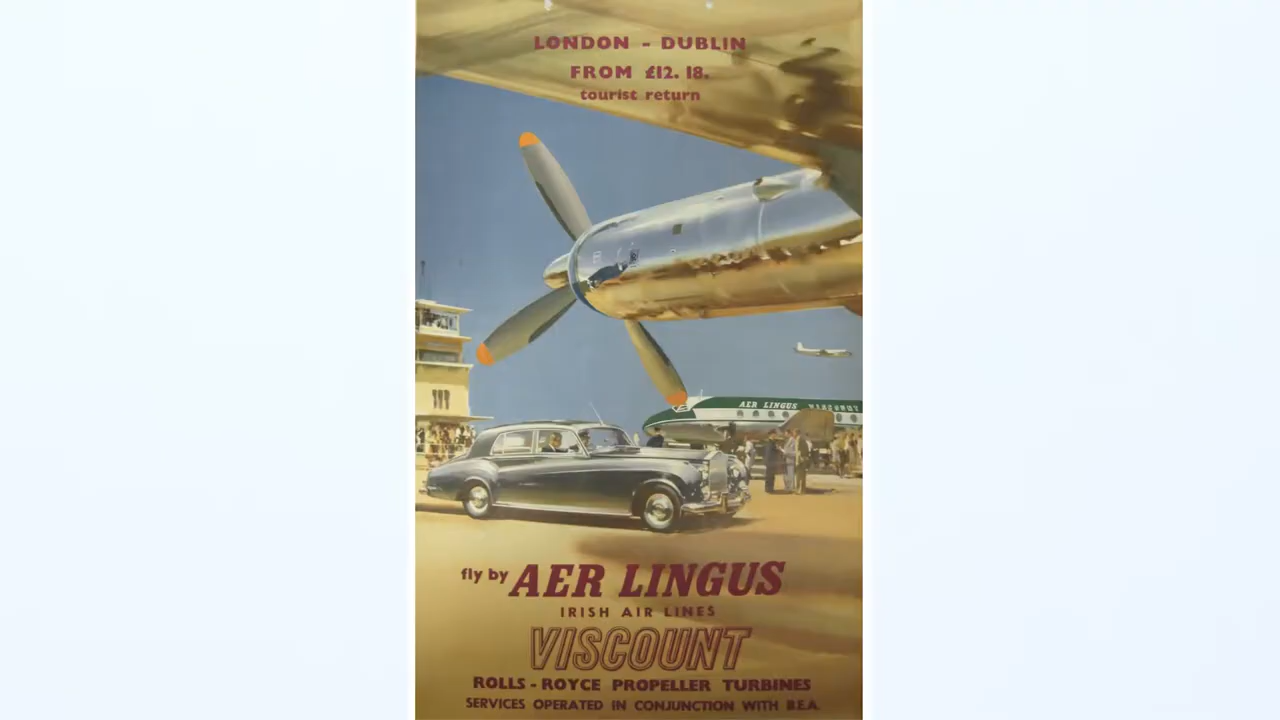 LONDON - DUBLIN
FROM £12. 18.
tourist return
AER LINGUS VISCOUNT
fly by AER LINGUS
IRISH AIR LINES
VISCOUNT
ROLLS-ROYCE PROPELLER TURBINES
SERVICES OPERATED IN CONJUNCTION WITH B.E.A.